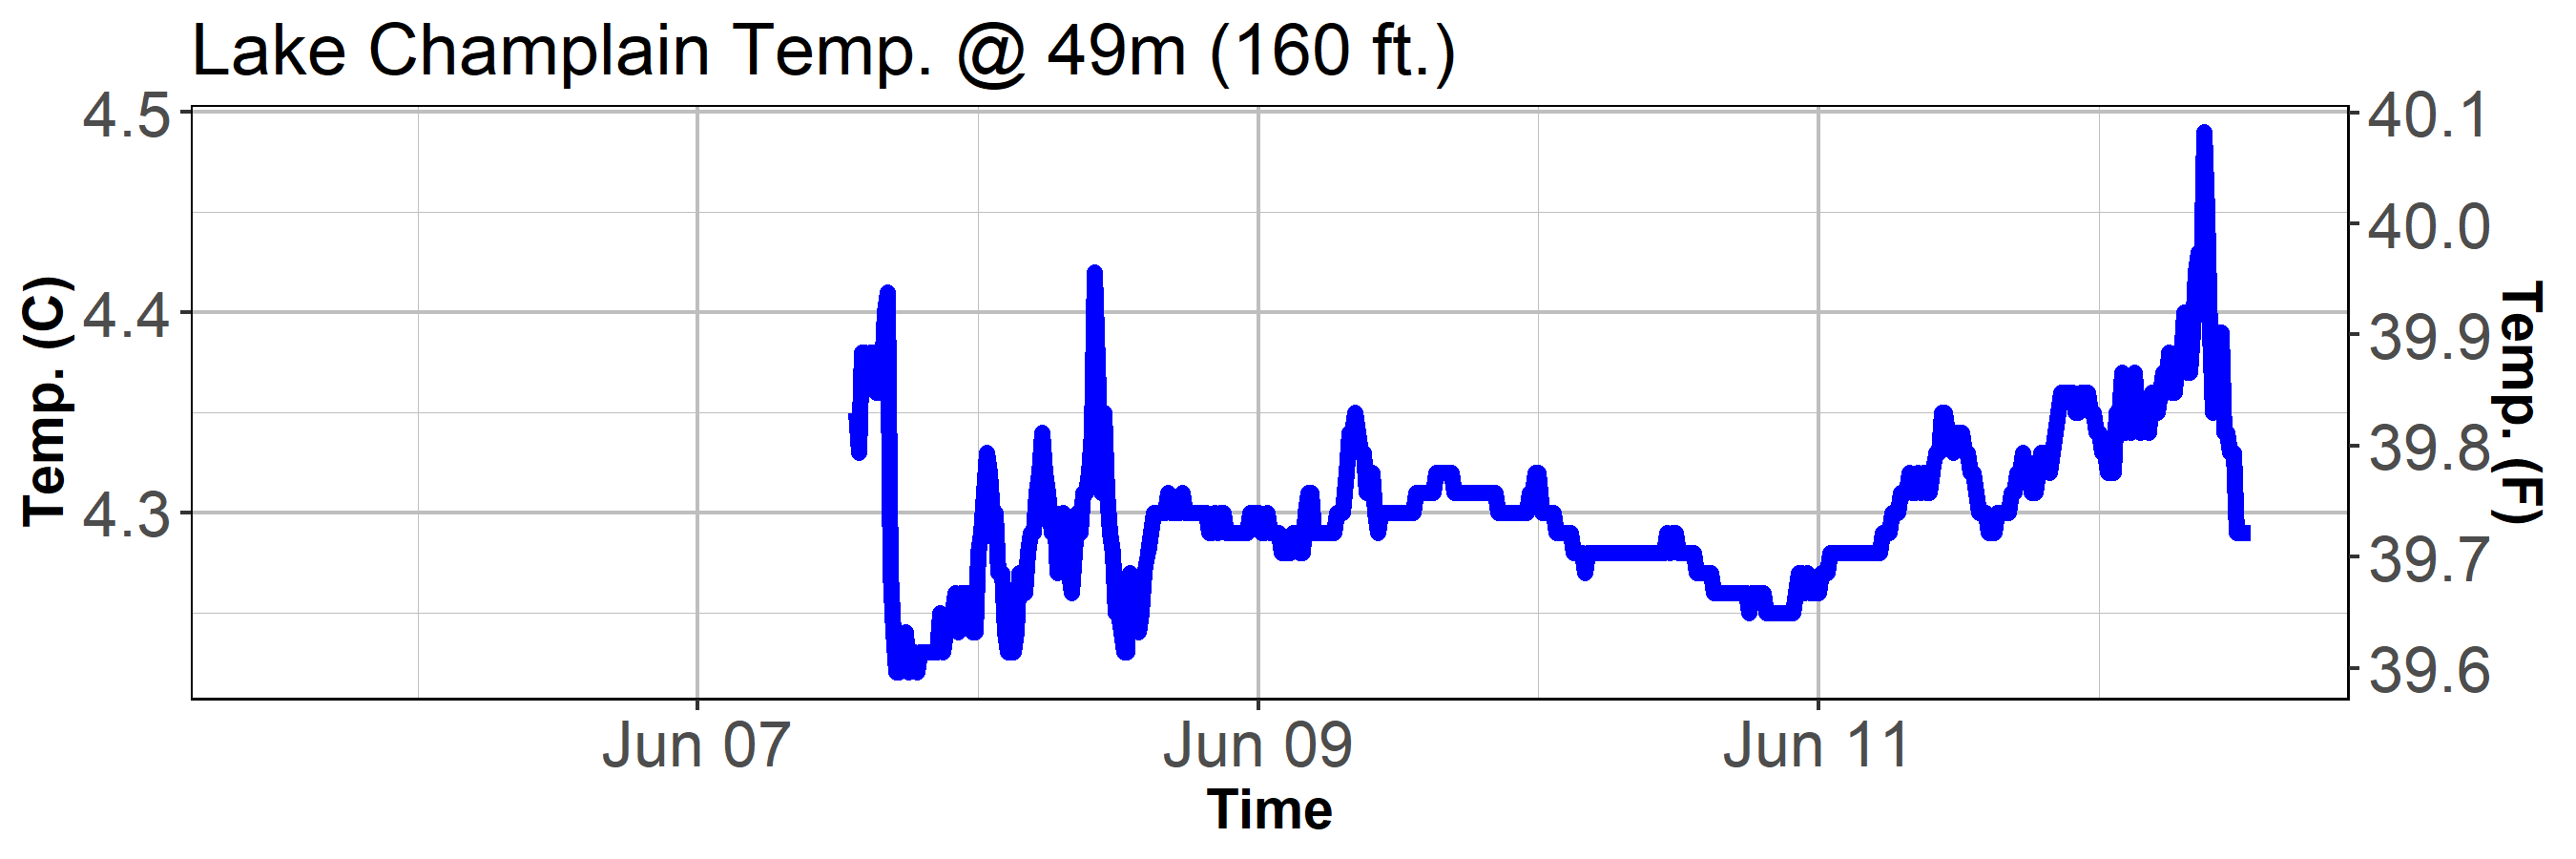 Lake Champlain Temp. @ 49m (160 ft.)
4.5
4.4
4.3
Temp. (C)
40.1
40.0
39.9
39.8
39.7
39.6
Temp. (F)
Jun 07 Jun 09 Jun 11
Time